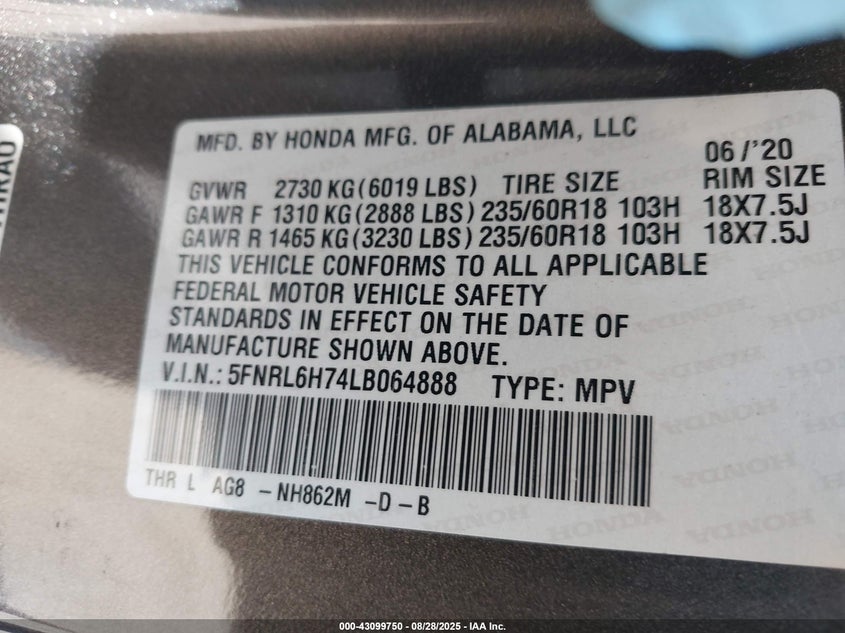 MFD. BY HONDA MFG. OF ALABAMA, LLC 06/'20
GVWR 2730 KG (6019 LBS) TIRE SIZE RIM SIZE
GAWR F 1310 KG (2888 LBS) 235/60R18 103H 18X7.5J
GAWR R 1465 KG (3230 LBS) 235/60R18 103H 18X7.5J
THIS VEHICLE CONFORMS TO ALL APPLICABLE
FEDERAL MOTOR VEHICLE SAFETY
STANDARDS IN EFFECT ON THE DATE OF
MANUFACTURE SHOWN ABOVE.
V.I.N.: 5FNRL6H74LB064888 TYPE: MPV
THR L AG8 - NH862M - D - B
000-43099750 - 08/28/2025 - IAA Inc.